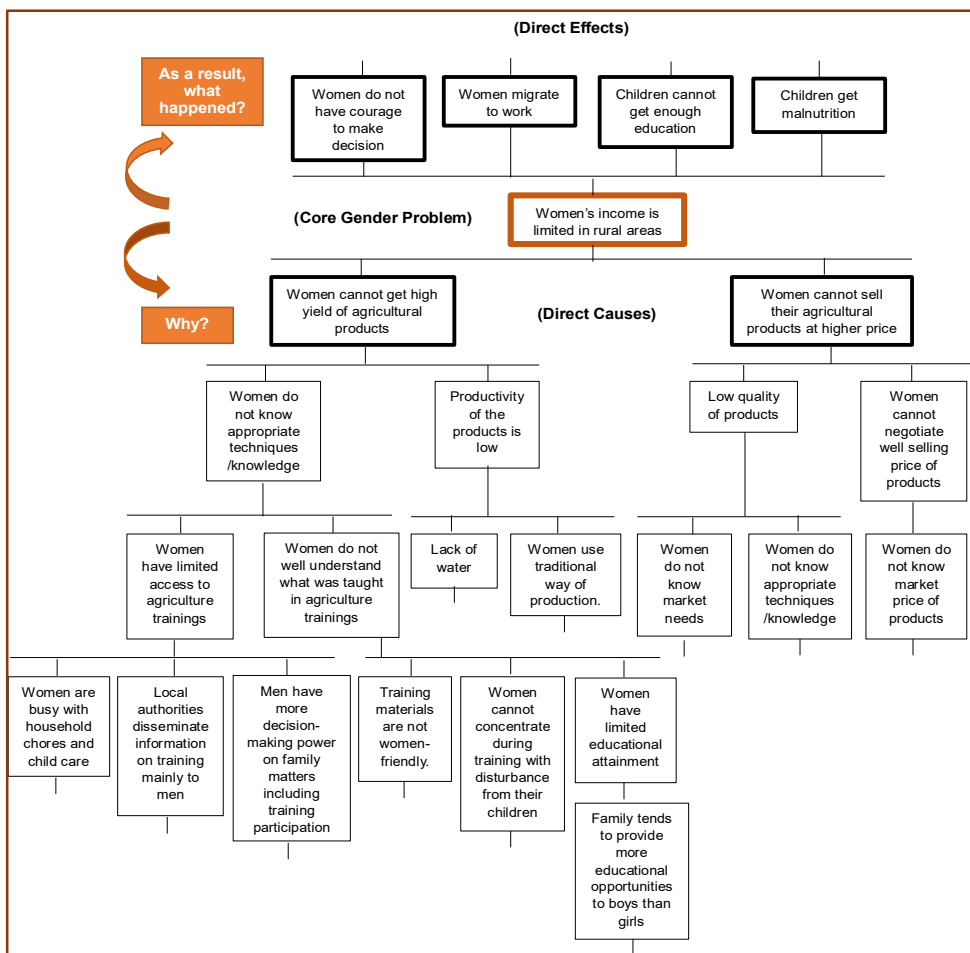 (Direct Effects)
As a result,
what
happened?
Women do not
have courage
to make
decision
Women migrate
to work
Children cannot
get enough
education
Children get
malnutrition
(Core Gender Problem)
Women's income is
limited in rural areas
Why?
Women cannot get high
yield of agricultural
products
(Direct Causes)
Women cannot sell
their agricultural
products at higher price
Women do
not know
appropriate
techniques
/knowledge
Productivity
of the
products is
low
Low quality
of products
Women
cannot
negotiate
well selling
price of
products
Women
have limited
access to
agriculture
trainings
Women do not
well understand
what was taught
in agriculture
trainings
Lack of
water
Women use
traditional
way of
production.
Women
do not
know
market
needs
Women do
not know
appropriate
techniques
/knowledge
Women do
not know
market
price of
products
Women are
busy with
household
chores and
child care
Local
authorities
disseminate
information
on training
mainly to
men
Men have
more
decision-
making power
on family
matters
including
training
participation
Training
materials
are not
women-
friendly.
Women
cannot
concentrate
during
training with
disturbance
from their
children
Women
have
limited
educational
attainment
Family tends
to provide
more
educational
opportunities
to boys than
girls